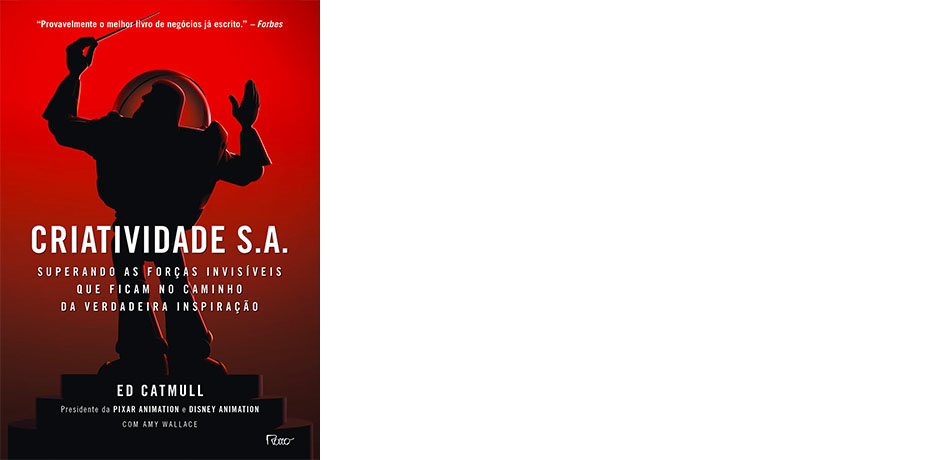 “Provavelmente o melhor livro de negócios já escrito.” – Forbes
CRIATIVIDADE S.A.
SUPERANDO AS FORÇAS INVISÍVEIS
QUE FICAM NO CAMINHO
DA VERDADEIRA INSPIRAÇÃO
ED CATMULL
Presidente da PIXAR ANIMATION e DISNEY ANIMATION
COM AMY WALLACE
Rocco